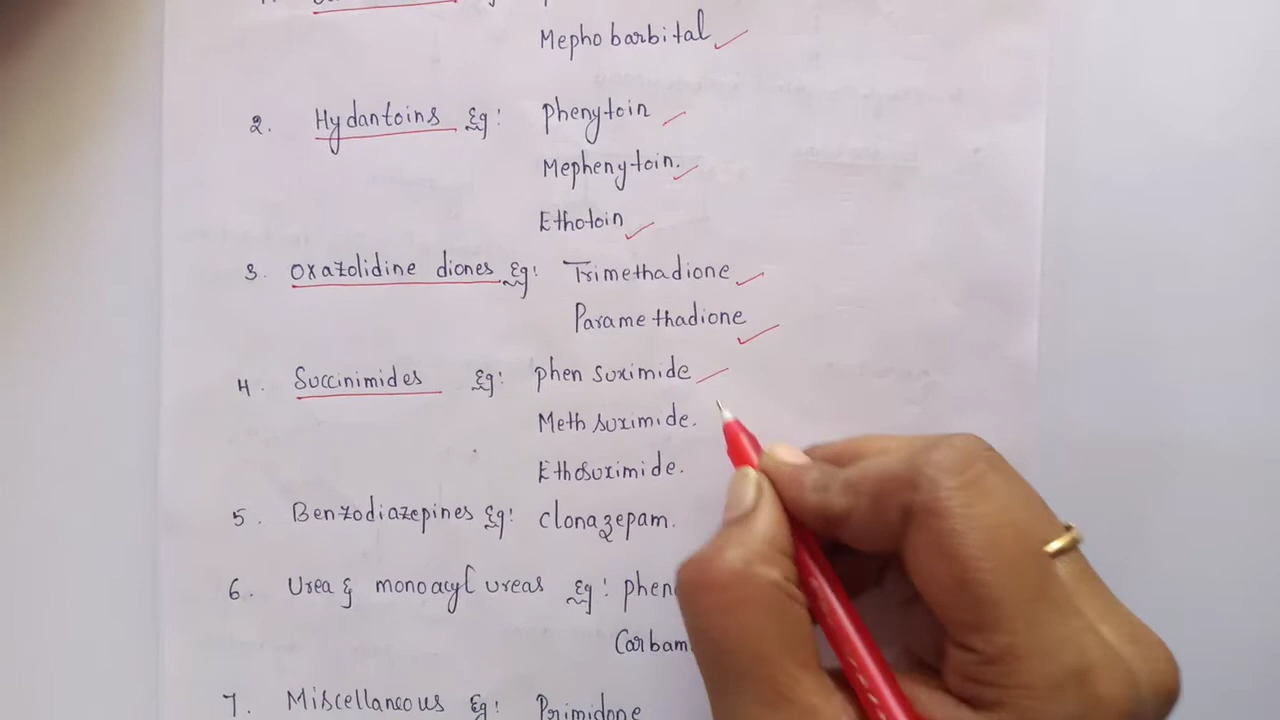 Mephobarbital
2. Hydantoins Eg: phenytoin
Mephenytoin.
Ethotoin
3. oxazolidine diones Eg: Trimethadione
Paramethadione
4. Succinimides Eg: phensuximide
Methsuximide.
Ethosuximide.
5. Benzodiazepines Eg: clonazepam.
6. Urea & monoacyl ureas Eg: phen
Carbam
7. Miscellaneous Eg: Primidone